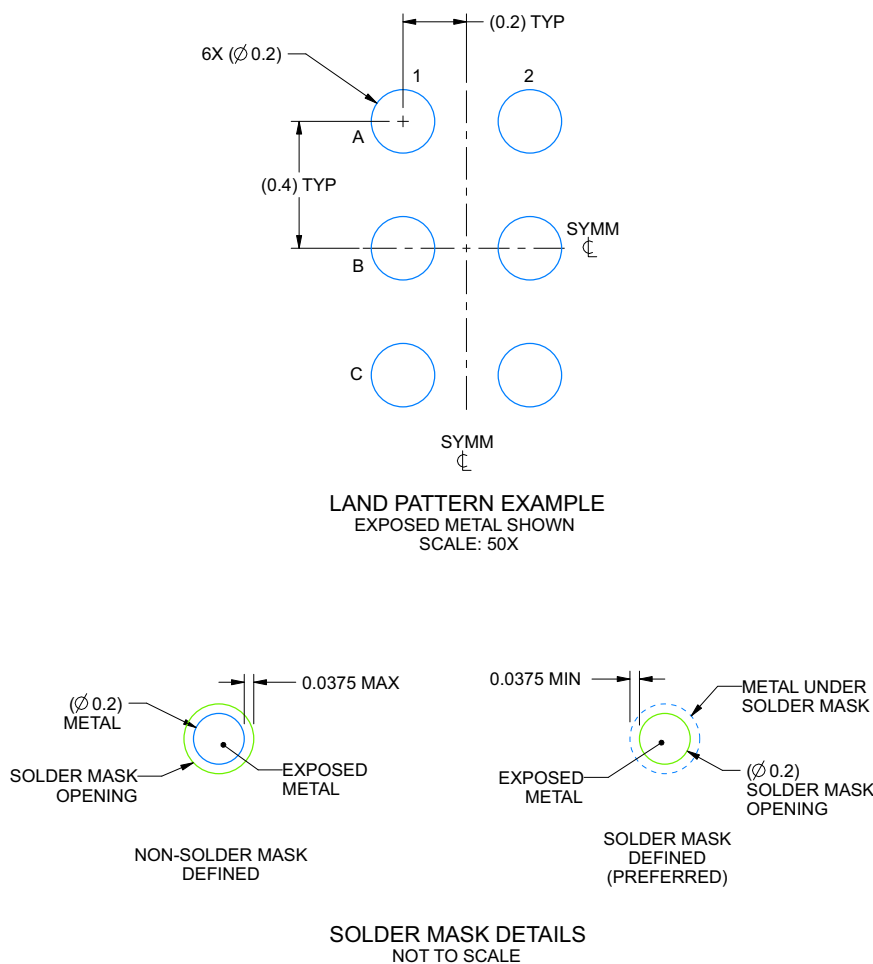 (0.2) TYP
6X (∅ 0.2)
1
2
A
(0.4) TYP
SYMM
℄
B
C
SYMM
℄
LAND PATTERN EXAMPLE
EXPOSED METAL SHOWN
SCALE: 50X
0.0375 MAX
(∅ 0.2)
METAL
SOLDER MASK
OPENING
EXPOSED
METAL
NON-SOLDER MASK
DEFINED
0.0375 MIN
METAL UNDER
SOLDER MASK
EXPOSED
METAL
(∅ 0.2)
SOLDER MASK
OPENING
SOLDER MASK
DEFINED
(PREFERRED)
SOLDER MASK DETAILS
NOT TO SCALE